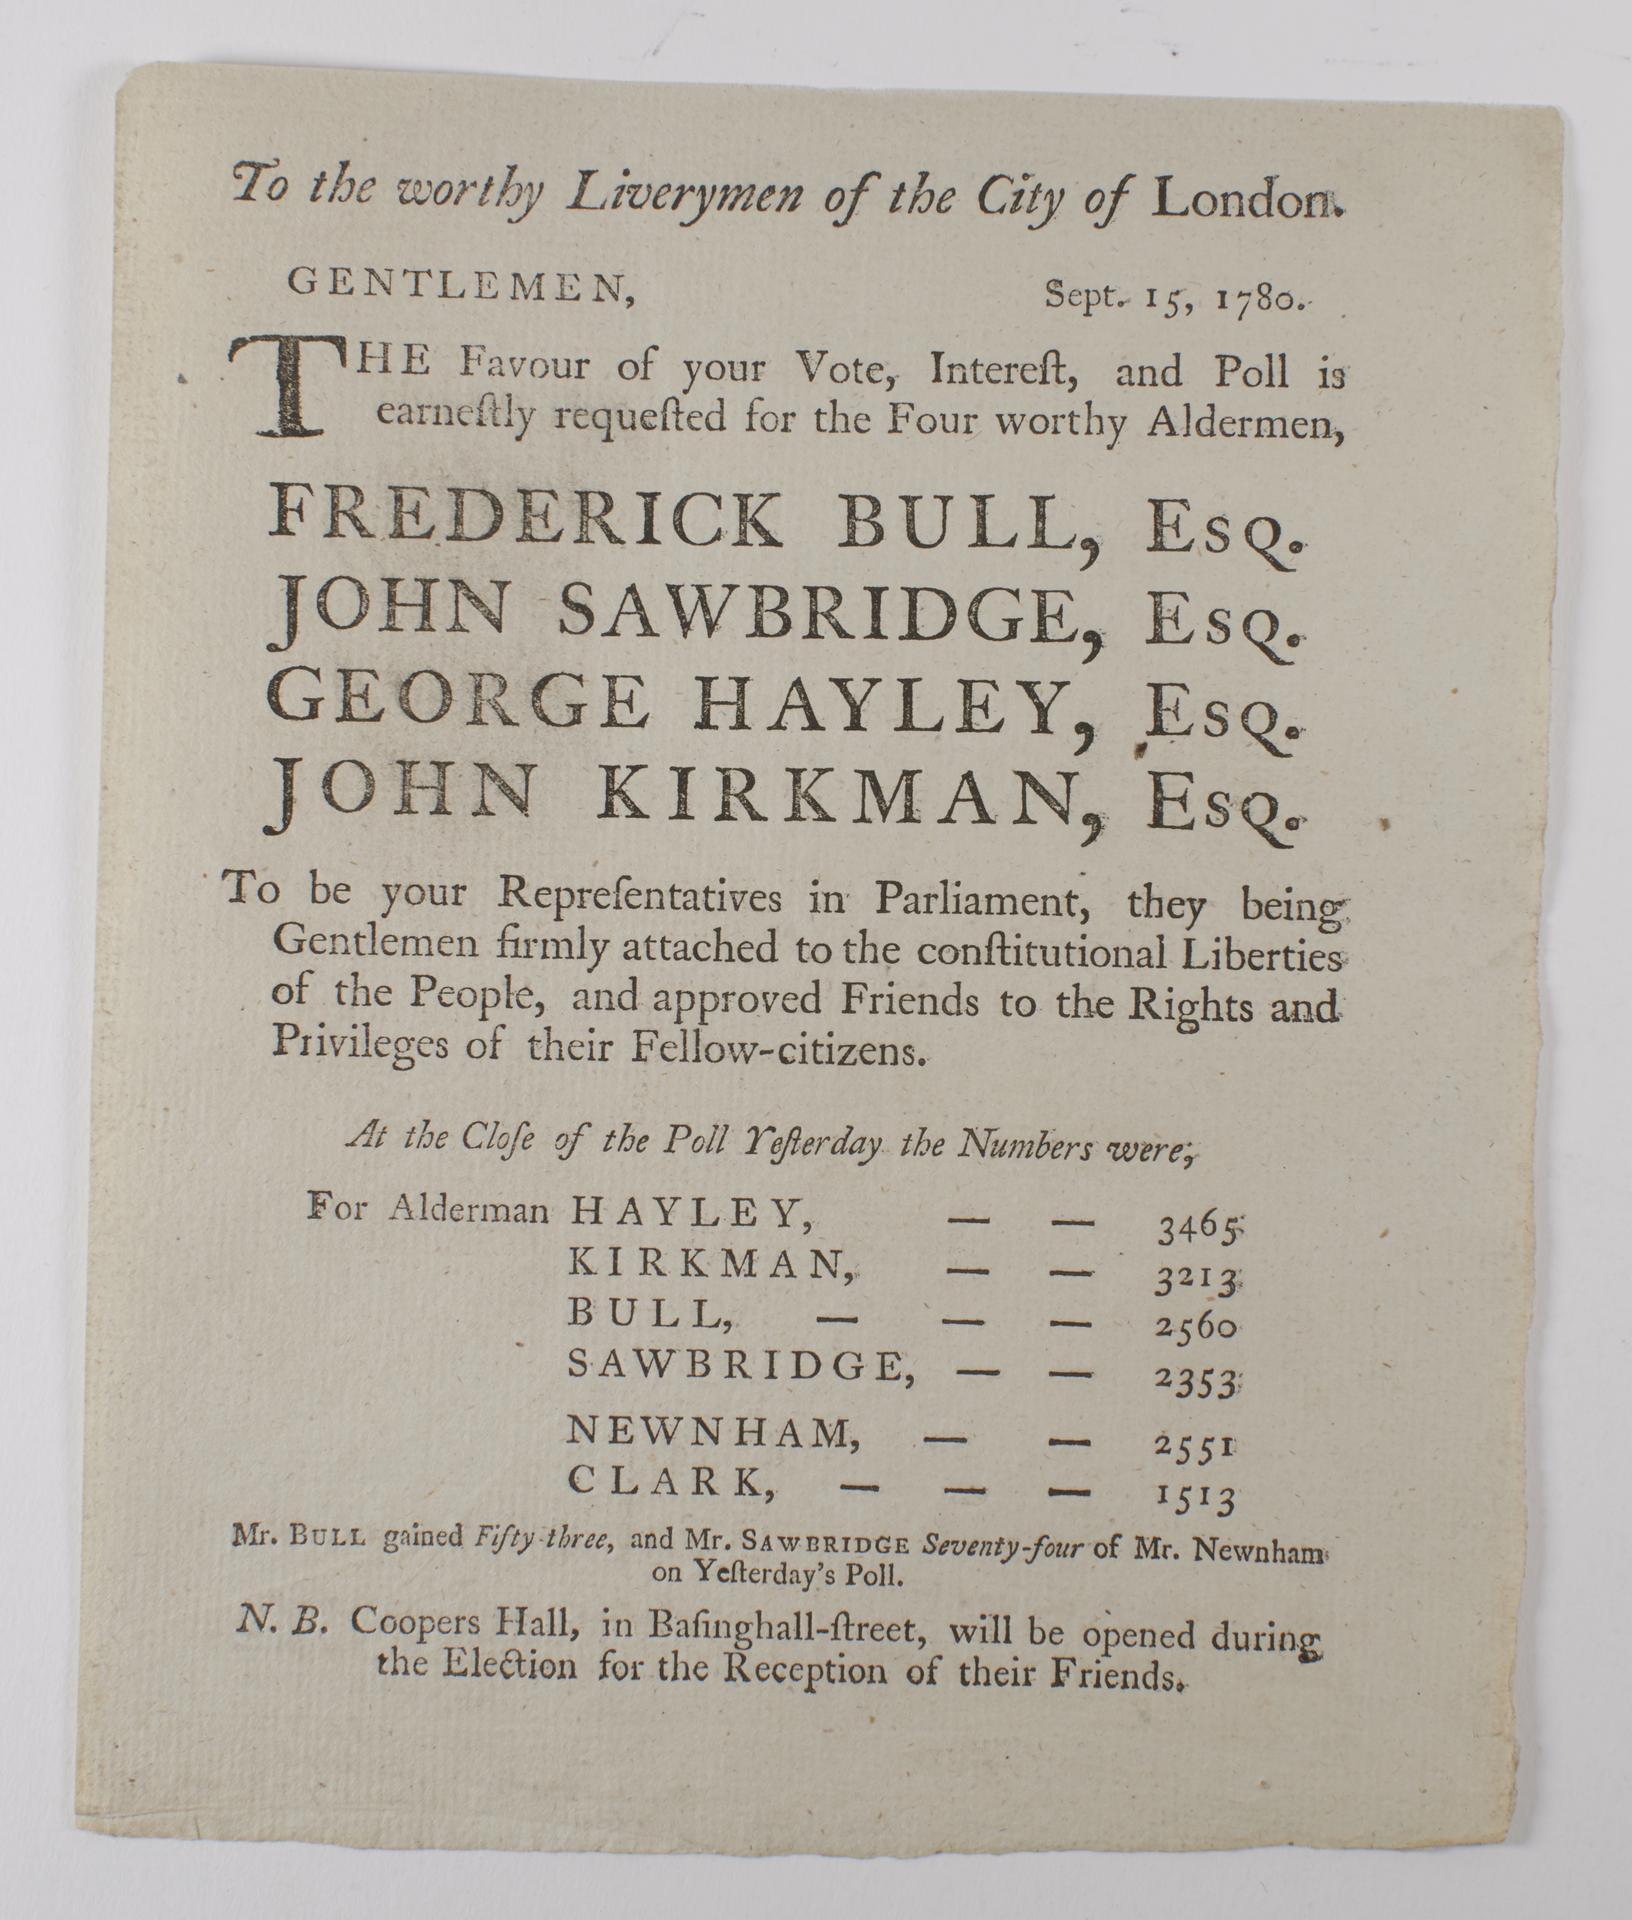 To the worthy Liverymen of the City of London.
GENTLEMEN, Sept. 15, 1780.
THE Favour of your Vote, Intereſt, and Poll is
earneſtly requeſted for the Four worthy Aldermen,
FREDERICK BULL, Esq.
JOHN SAWBRIDGE, Esq.
GEORGE HAYLEY, Esq.
JOHN KIRKMAN, Esq.
To be your Repreſentatives in Parliament, they being
Gentlemen firmly attached to the conſtitutional Liberties
of the People, and approved Friends to the Rights and
Privileges of their Fellow-citizens.
At the Cloſe of the Poll Yeſterday the Numbers were,
For Alderman HAYLEY, — — 3465
KIRKMAN, — — 3213
BULL, — — — 2560
SAWBRIDGE, — — 2353
NEWNHAM, — — 2551
CLARK, — — — 1513
Mr. BULL gained Fifty-three, and Mr. SAWBRIDGE Seventy-four of Mr. Newnham
on Yeſterday's Poll.
N. B. Coopers Hall, in Baſinghall-ſtreet, will be opened during
the Election for the Reception of their Friends.